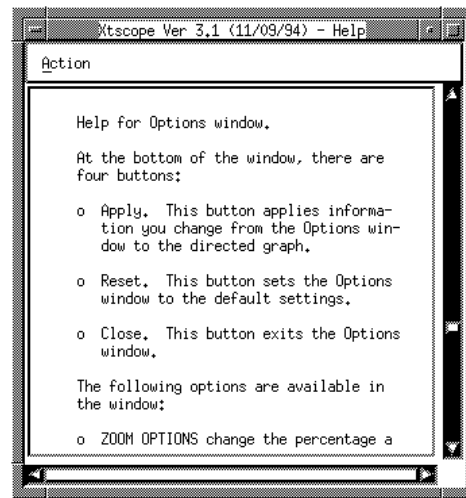 Xtscope Ver 3.1 (11/09/94) - Help
Action
Help for Options window.
At the bottom of the window, there are
four buttons:
o Apply. This button applies informa-
tion you change from the Options win-
dow to the directed graph.
o Reset. This button sets the Options
window to the default settings.
o Close. This button exits the Options
window.
The following options are available in
the window:
o ZOOM OPTIONS change the percentage a